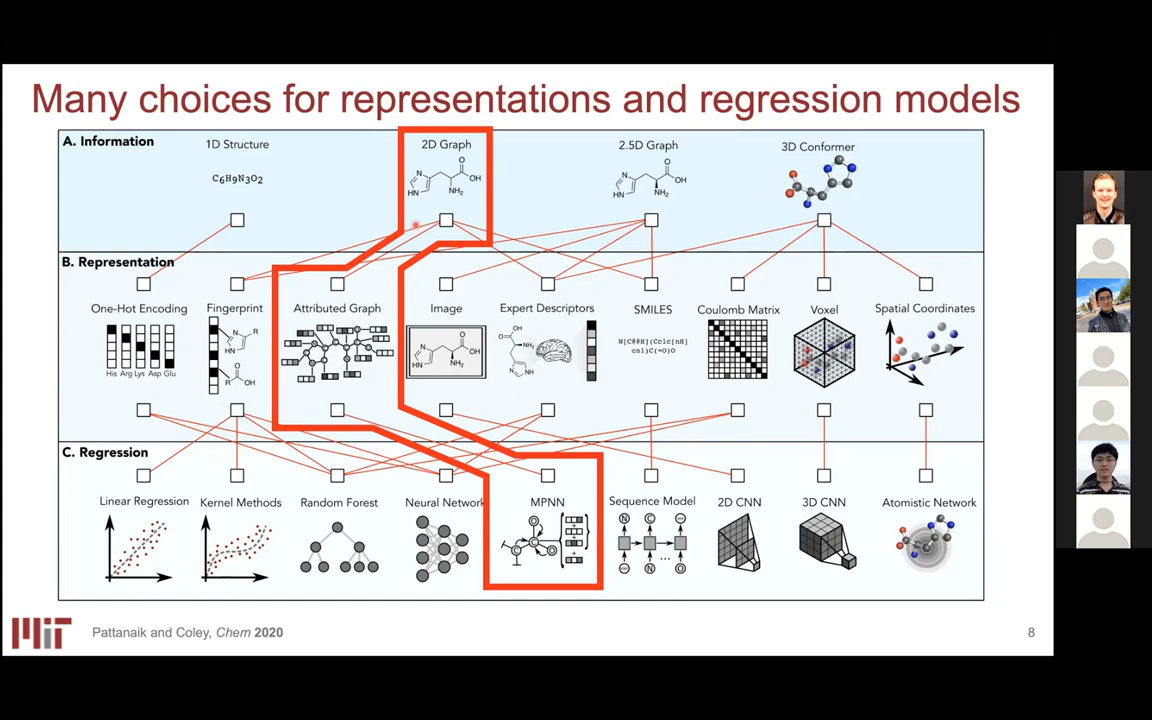 Many choices for representations and regression models
A. Information
1D Structure
2D Graph
2.5D Graph
3D Conformer
C6H9N3O2
B. Representation
One-Hot Encoding
Fingerprint
Attributed Graph
Image
Expert Descriptors
SMILES
Coulomb Matrix
Voxel
Spatial Coordinates
His Arg Lys Asp Glu
C. Regression
Linear Regression
Kernel Methods
Random Forest
Neural Network
MPNN
Sequence Model
2D CNN
3D CNN
Atomistic Network
MIT
Pattanaik and Coley, Chem 2020
8